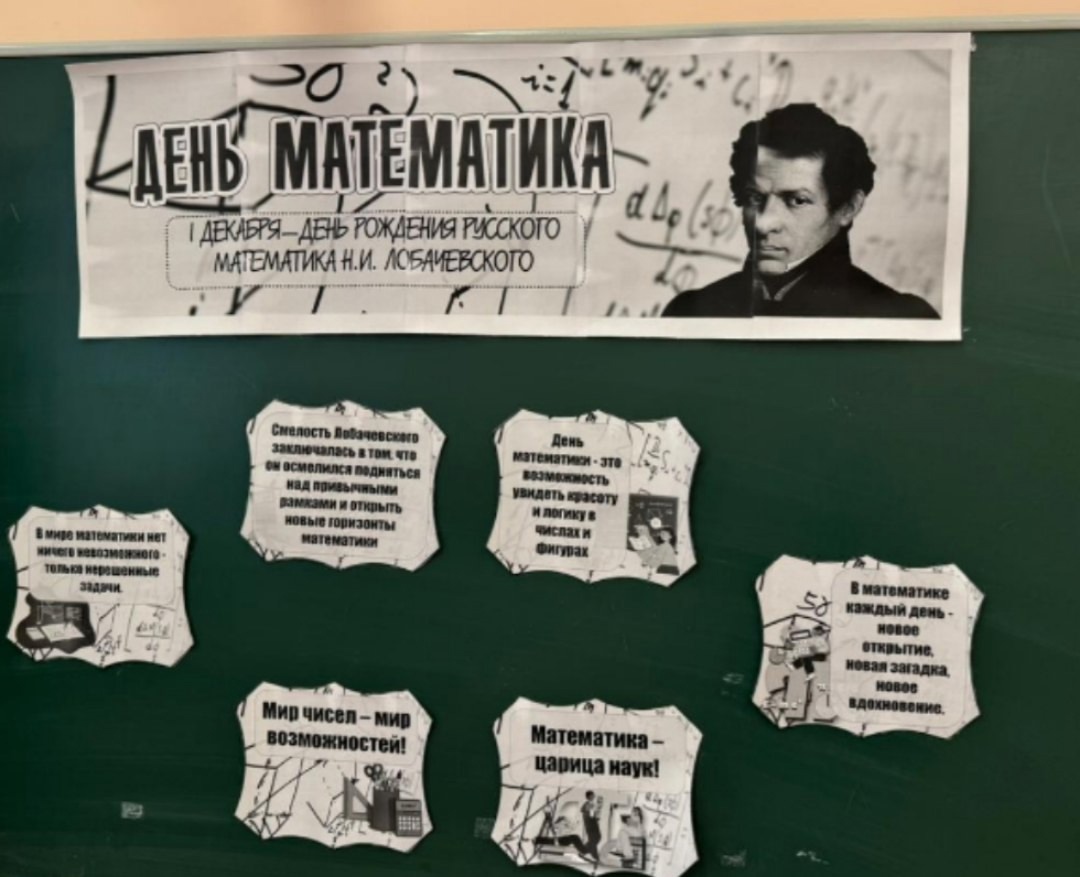 ДЕНЬ МАТЕМАТИКА
1 ДЕКАБРЯ–ДЕНЬ РОЖДЕНИЯ РУССКОГО
МАТЕМАТИКА Н.И. ЛОБАЧЕВСКОГО
i=1
Смелость Лобачевского
заключалась в том, что
он осмелился подняться
над привычными
рамками и открыть
новые горизонты
математики
День
математики - это
возможность
увидеть красоту
и логику в
числах и
фигурах
В мире математики нет
ничего невозможного -
только нерешенные
задачи.
В математике
каждый день -
новое
открытие,
новая загадка,
новое
вдохновение.
Мир чисел – мир
возможностей!
Математика –
царица наук!